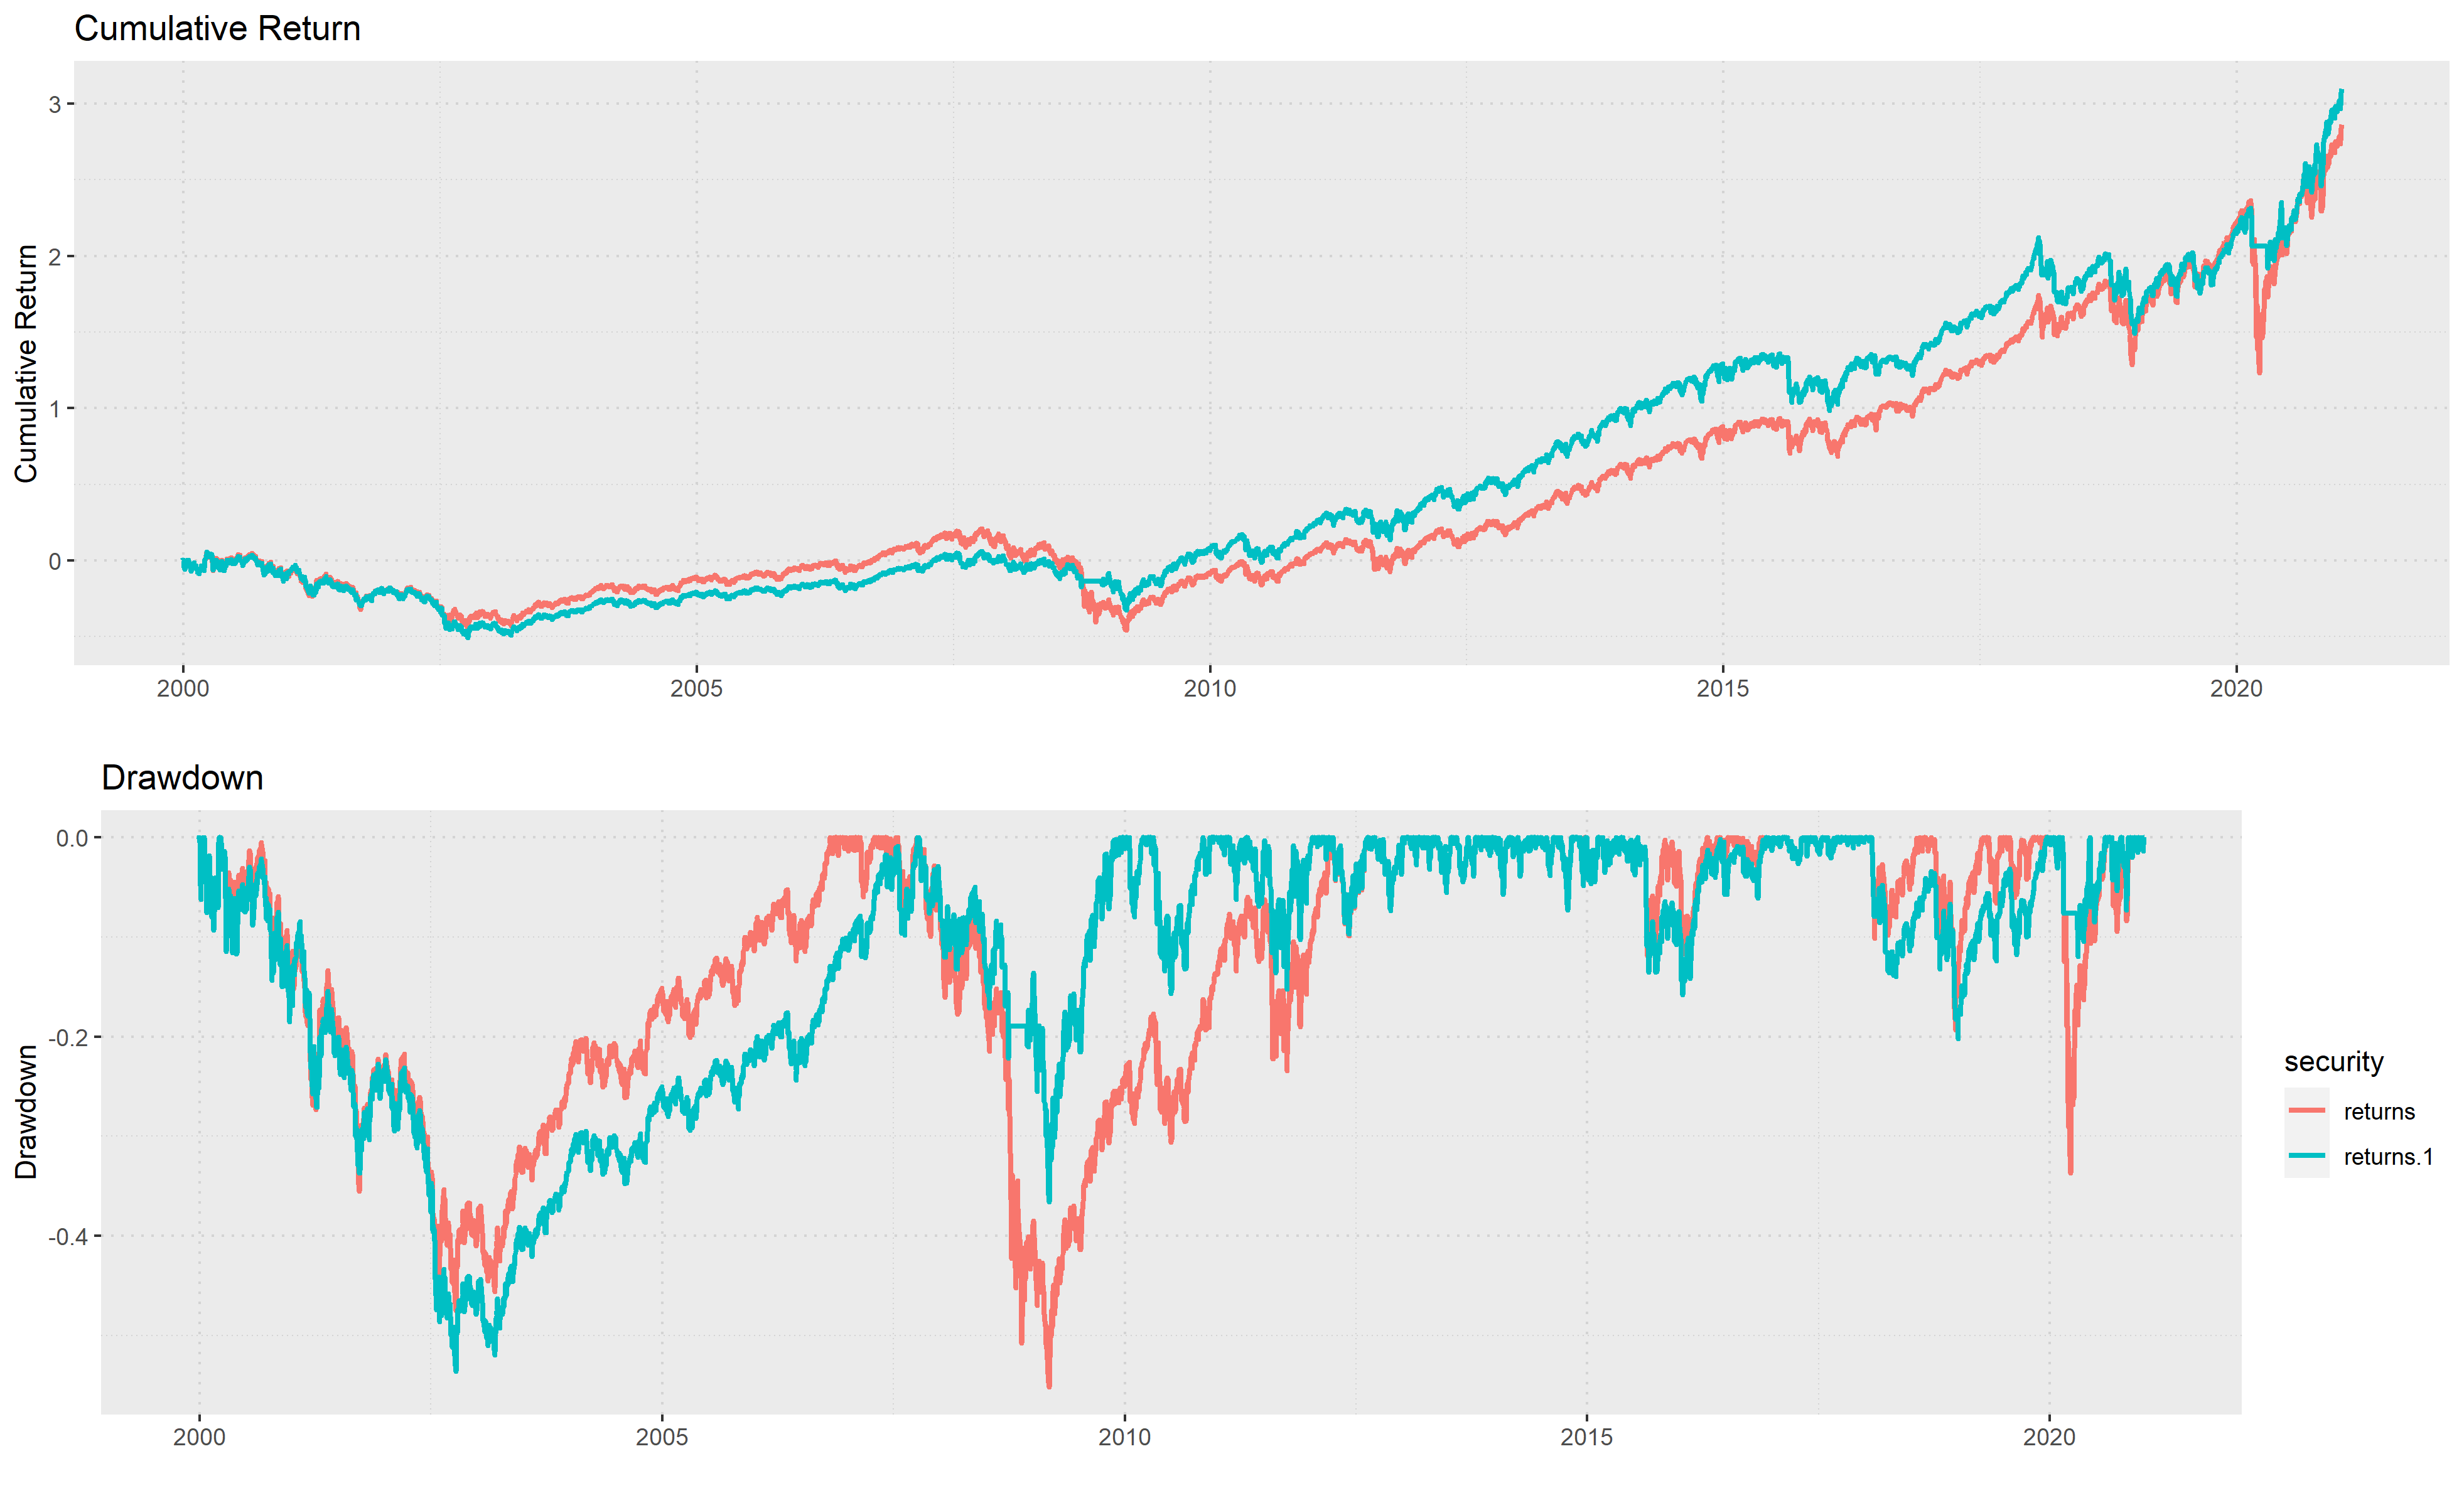 Cumulative Return
Cumulative Return
3
2
1
0
2000 2005 2010 2015 2020
Drawdown
Drawdown
0.0
-0.2
-0.4
2000 2005 2010 2015 2020
security
returns
returns.1